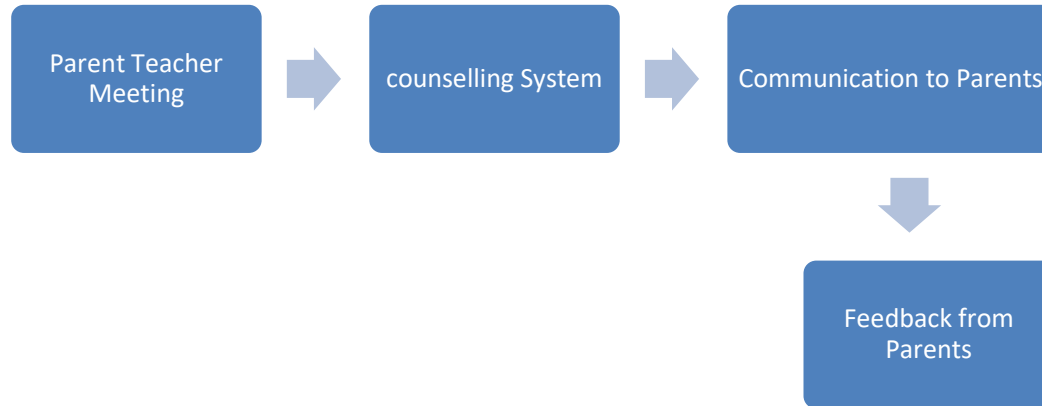 Parent Teacher
Meeting
counselling System
Communication to Parents
Feedback from
Parents